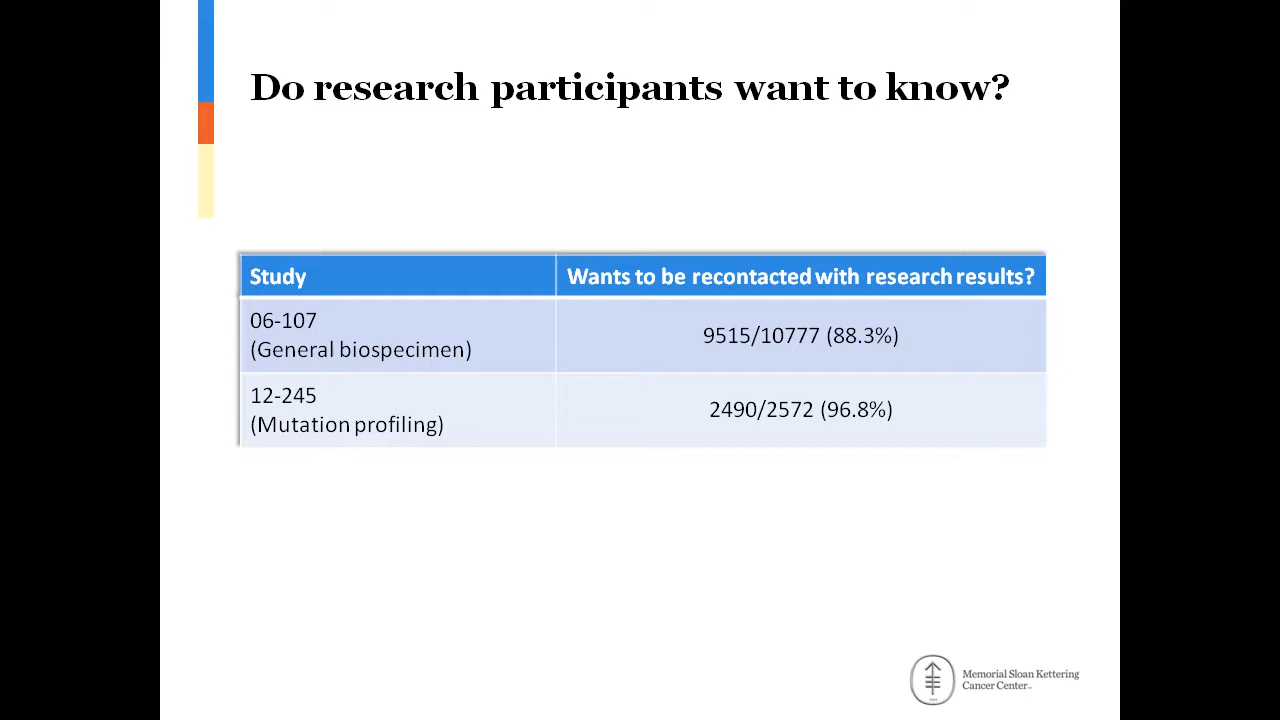 Do research participants want to know?
Study
Wants to be recontacted with research results?
06-107
(General biospecimen)
9515/10777 (88.3%)
12-245
(Mutation profiling)
2490/2572 (96.8%)
Memorial Sloan Kettering
Cancer Center